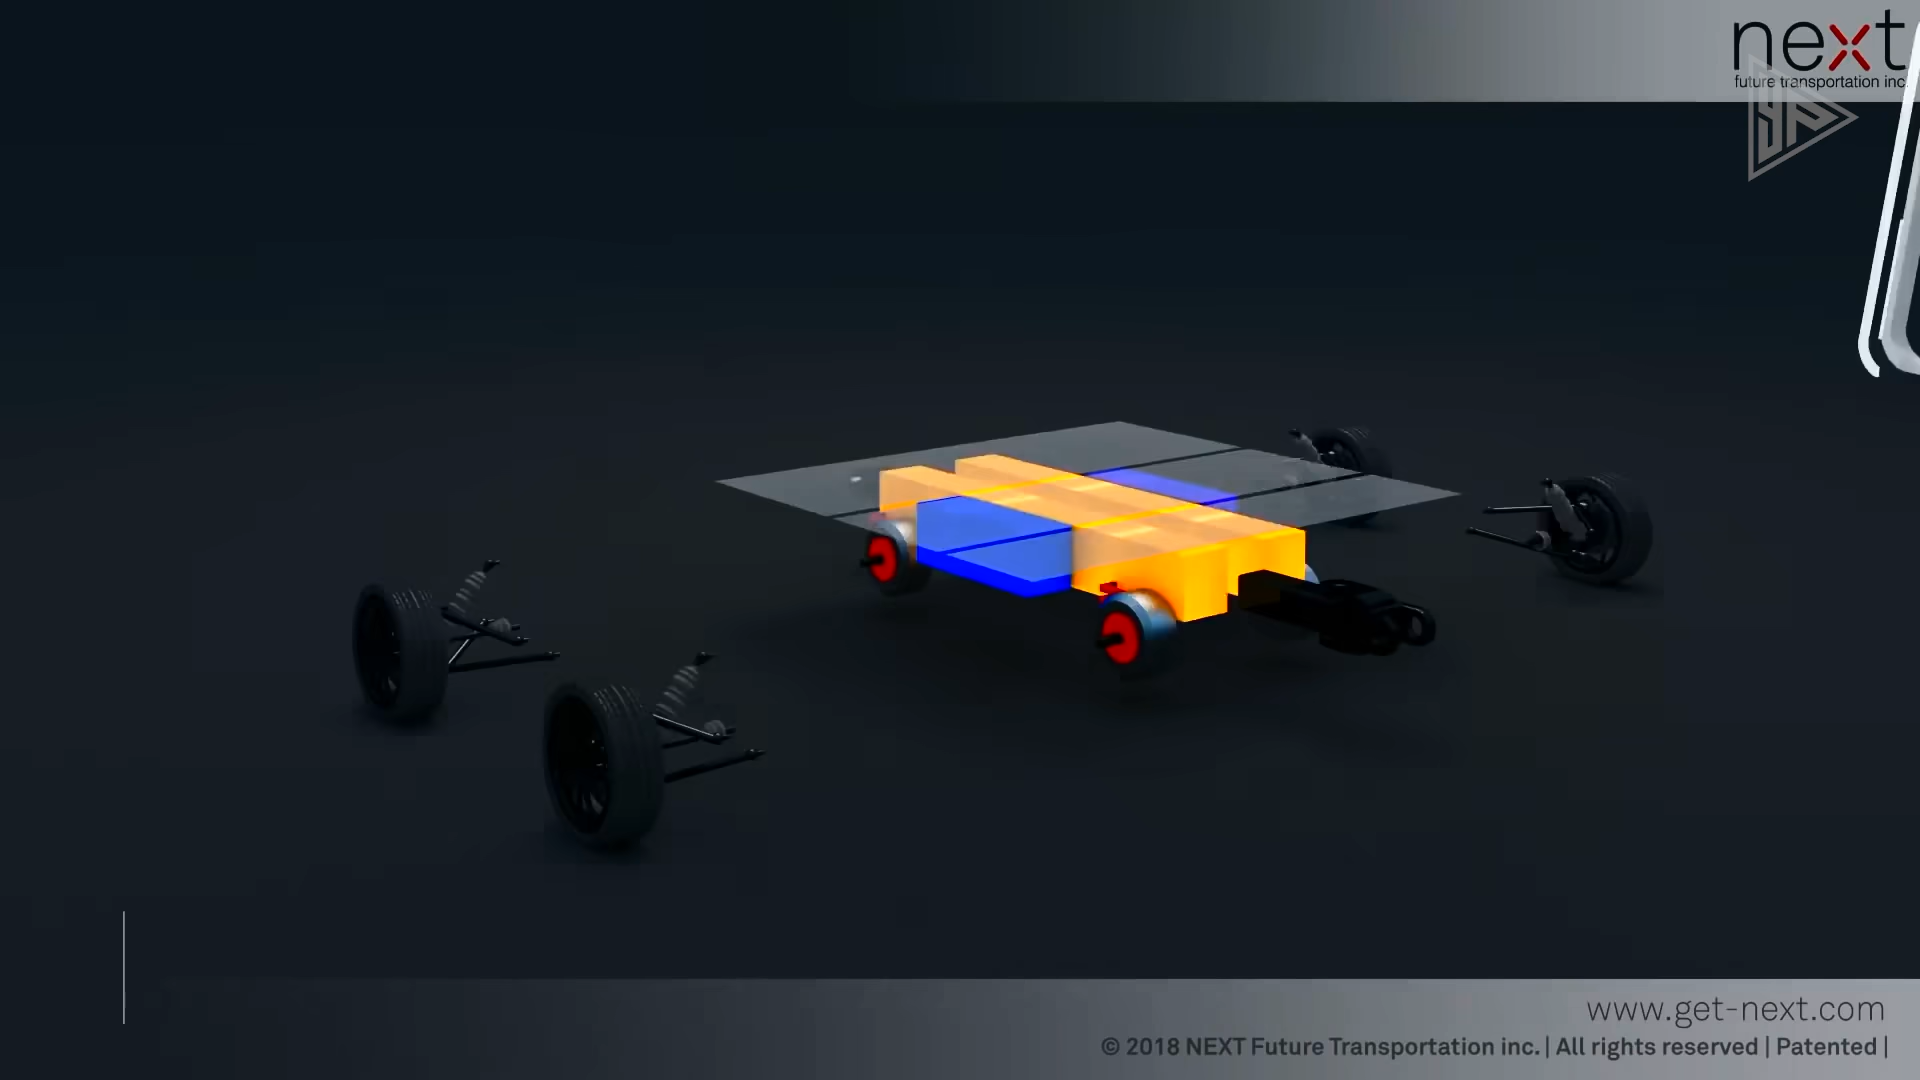 next
future transportation inc.
www.get-next.com
© 2018 NEXT Future Transportation inc. | All rights reserved | Patented |